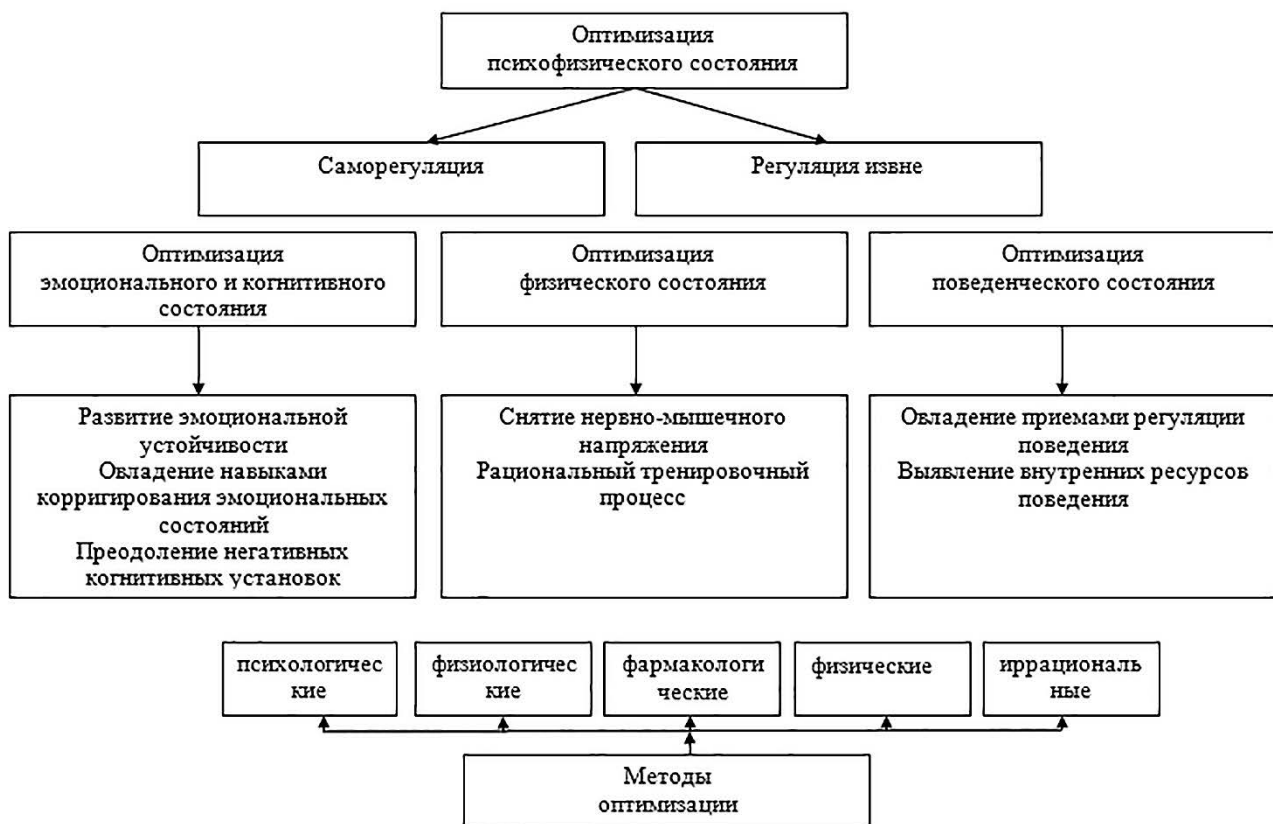 Оптимизация
психофизического состояния
Саморегуляция
Регуляция извне
Оптимизация
эмоционального и когнитивного
состояния
Оптимизация
физического состояния
Оптимизация
поведенческого состояния
Развитие эмоциональной
устойчивости
Овладение навыками
корригирования эмоциональных
состояний
Преодоление негативных
когнитивных установок
Снятие нервно-мышечного
напряжения
Рациональный тренировочный
процесс
Овладение приемами регуляции
поведения
Выявление внутренних ресурсов
поведения
психологичес
кие
физиологичес
кие
фармакологи
ческие
физические
иррациональ
ные
Методы
оптимизации